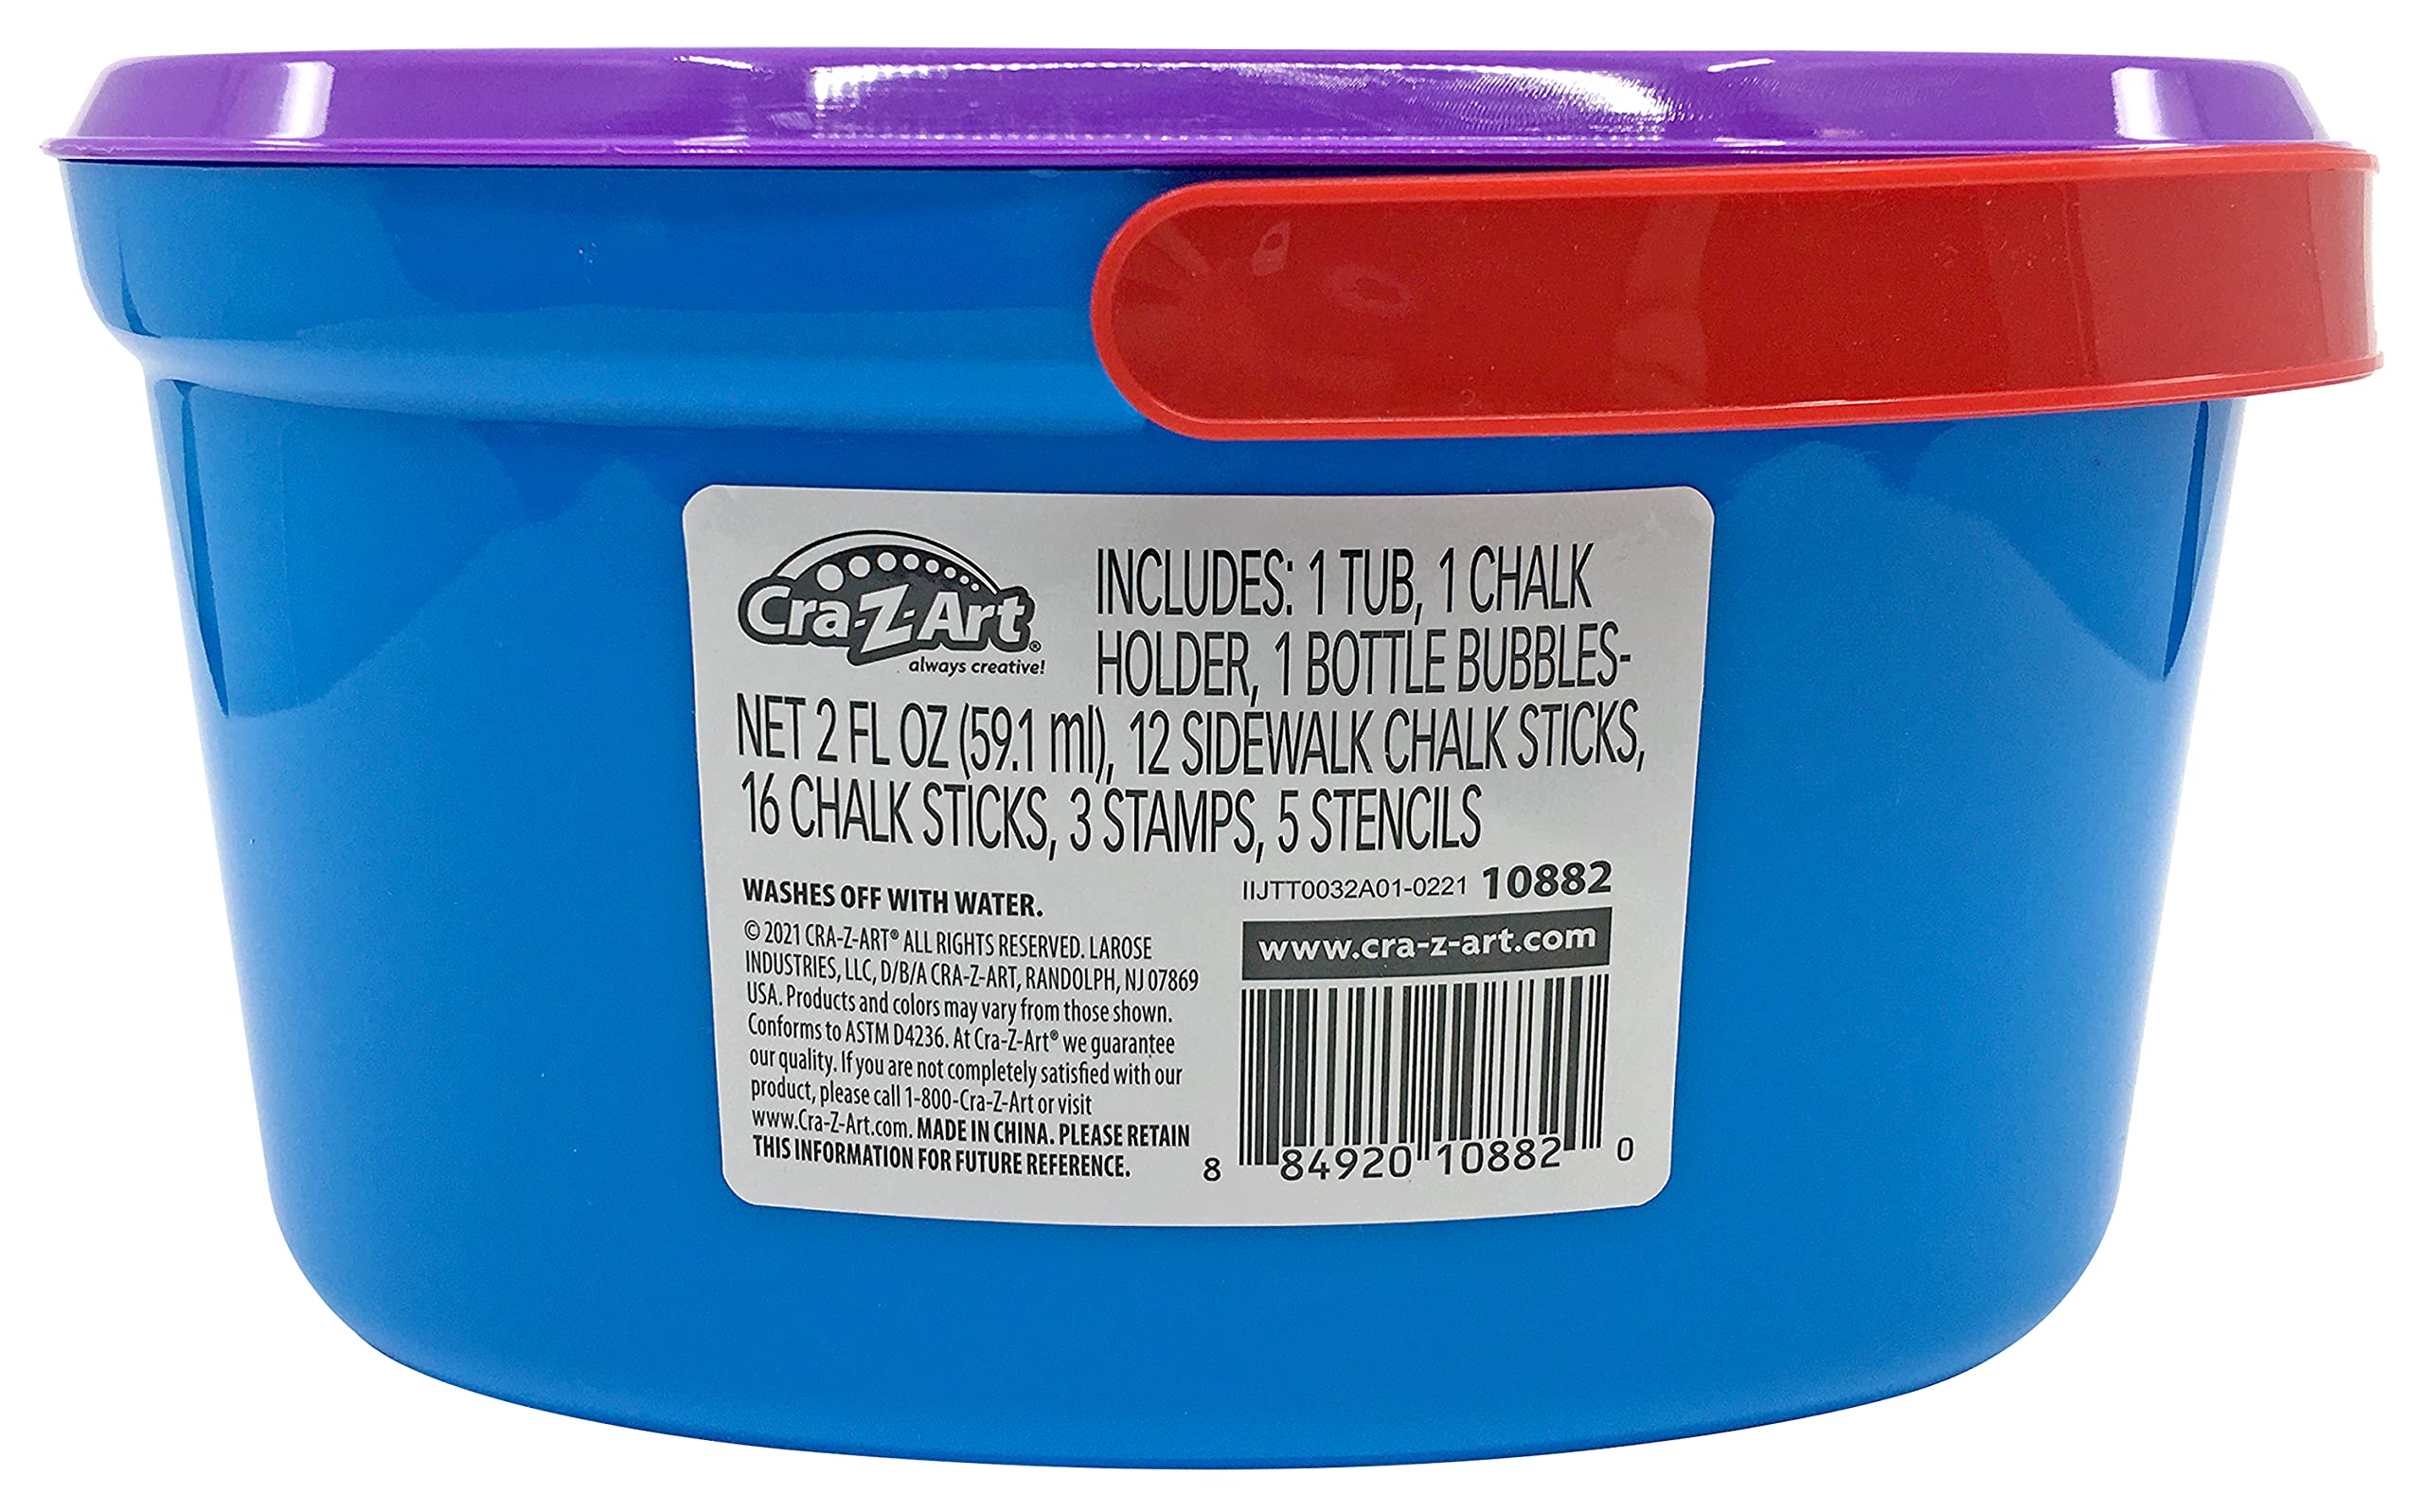 Cra-Z-Art®
always creative!
INCLUDES: 1 TUB, 1 CHALK
HOLDER, 1 BOTTLE BUBBLES-
NET 2 FL OZ (59.1 ml), 12 SIDEWALK CHALK STICKS,
16 CHALK STICKS, 3 STAMPS, 5 STENCILS
WASHES OFF WITH WATER.
© 2021 CRA-Z-ART® ALL RIGHTS RESERVED. LAROSE
INDUSTRIES, LLC, D/B/A CRA-Z-ART, RANDOLPH, NJ 07869
USA. Products and colors may vary from those shown.
Conforms to ASTM D4236. At Cra-Z-Art® we guarantee
our quality. If you are not completely satisfied with our
product, please call 1-800-Cra-Z-Art or visit
www.Cra-Z-Art.com. MADE IN CHINA. PLEASE RETAIN
THIS INFORMATION FOR FUTURE REFERENCE.
IIJTT0032A01-0221 10882
www.cra-z-art.com
8 84920 10882 0